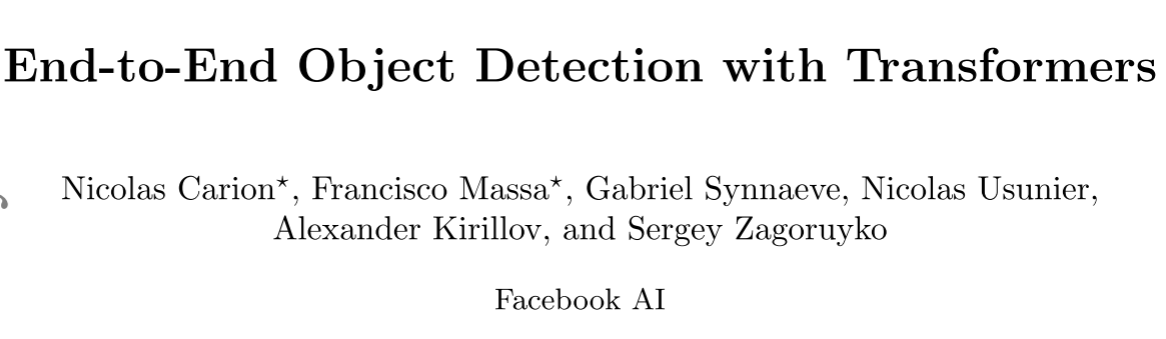 End-to-End Object Detection with Transformers
Nicolas Carion⋆, Francisco Massa⋆, Gabriel Synnaeve, Nicolas Usunier,
Alexander Kirillov, and Sergey Zagoruyko
Facebook AI